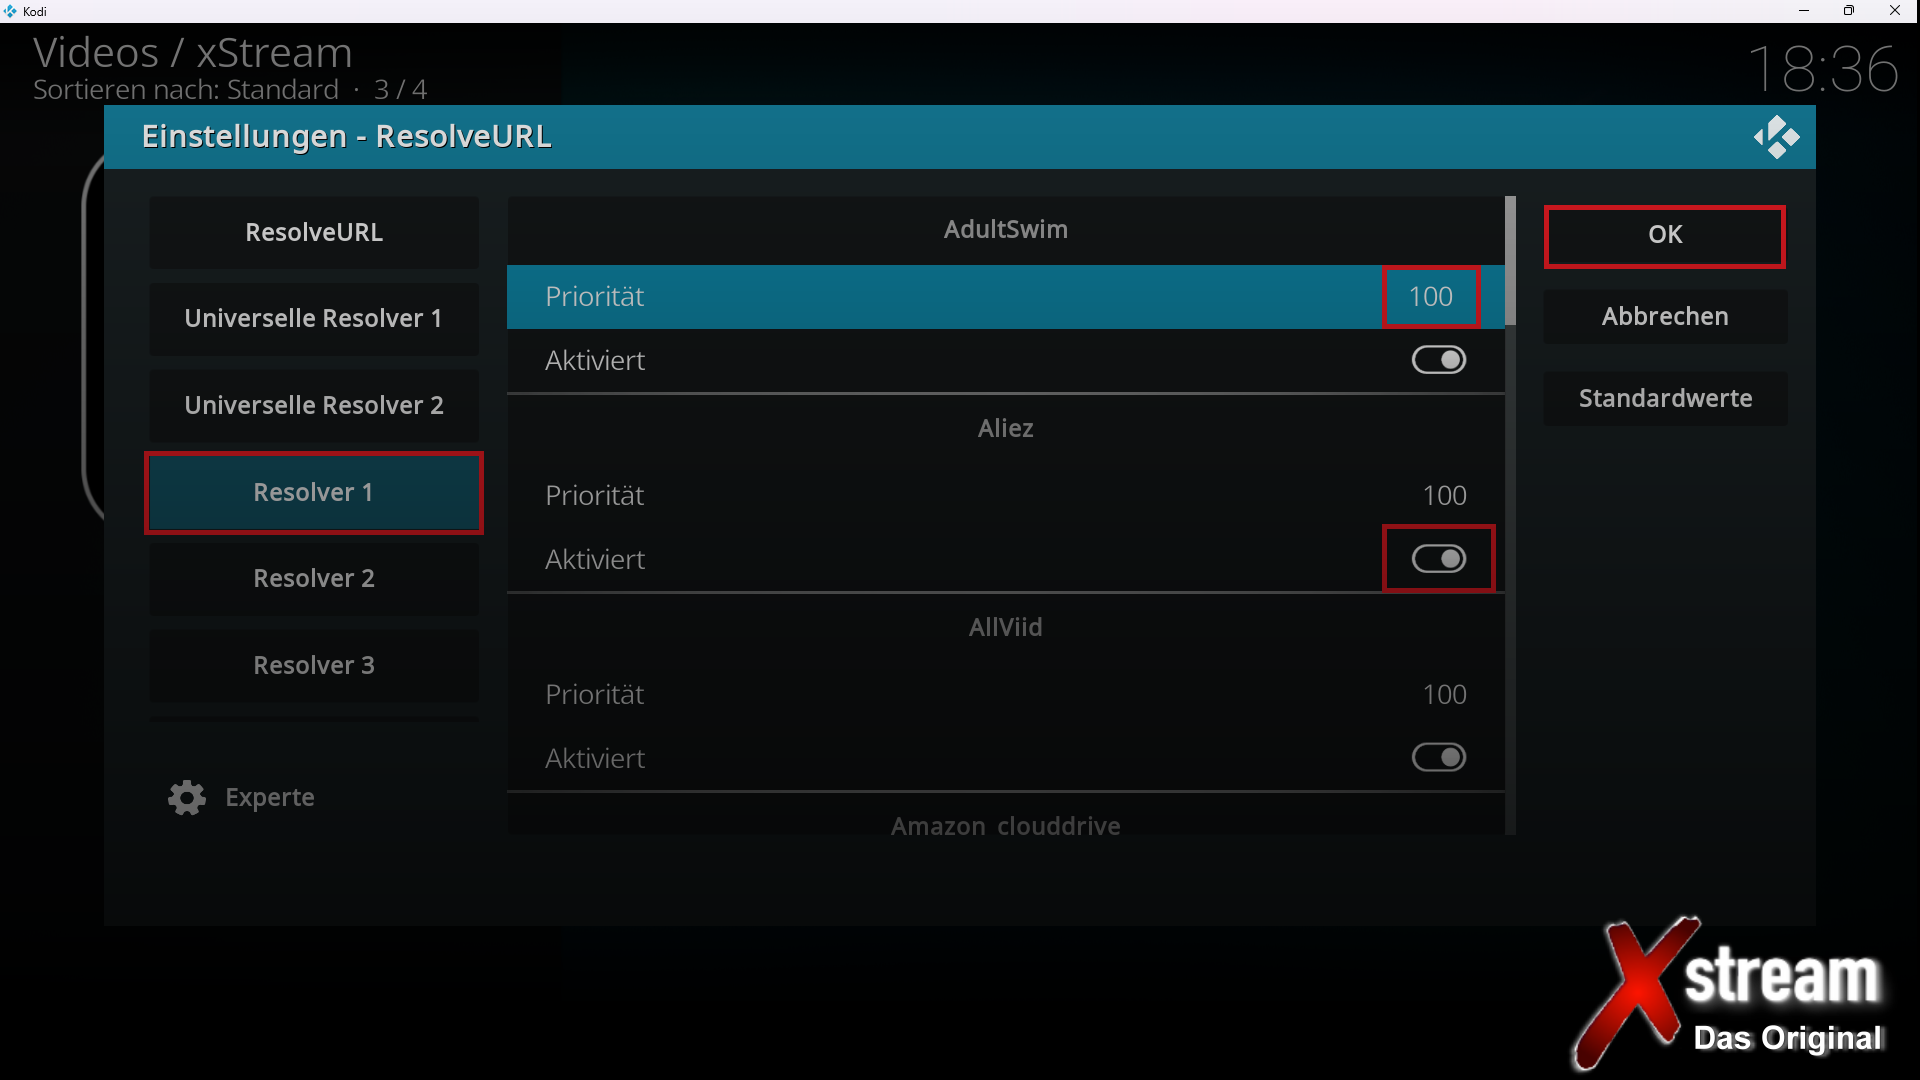 Kodi
Videos / xStream
Sortieren nach: Standard · 3 / 4
18:36
Einstellungen - ResolveURL
ResolveURL
Universelle Resolver 1
Universelle Resolver 2
Resolver 1
Resolver 2
Resolver 3
Experte
AdultSwim
Priorität 100
Aktiviert
Aliez
Priorität 100
Aktiviert
AllViid
Priorität 100
Aktiviert
Amazon clouddrive
OK
Abbrechen
Standardwerte
Xstream
Das Original